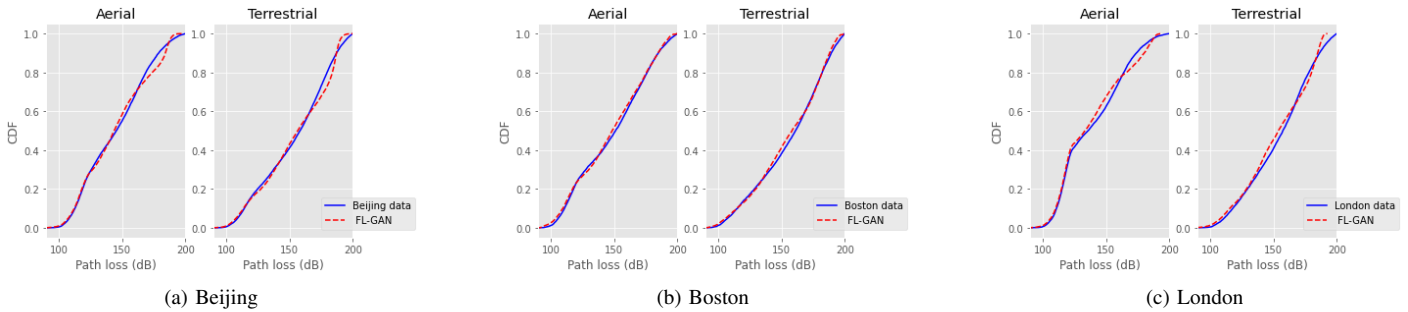 Aerial
Terrestrial
1.0
0.8
0.6
0.4
0.2
0.0
CDF
1.0
0.8
0.6
0.4
0.2
0.0
Beijing data
FL-GAN
100
150
200
100
150
200
Path loss (dB)
Path loss (dB)
(a) Beijing
Aerial
Terrestrial
1.0
0.8
0.6
0.4
0.2
0.0
CDF
1.0
0.8
0.6
0.4
0.2
0.0
Boston data
FL-GAN
100
150
200
100
150
200
Path loss (dB)
Path loss (dB)
(b) Boston
Aerial
Terrestrial
1.0
0.8
0.6
0.4
0.2
0.0
CDF
1.0
0.8
0.6
0.4
0.2
0.0
London data
FL-GAN
100
150
200
100
150
200
Path loss (dB)
Path loss (dB)
(c) London